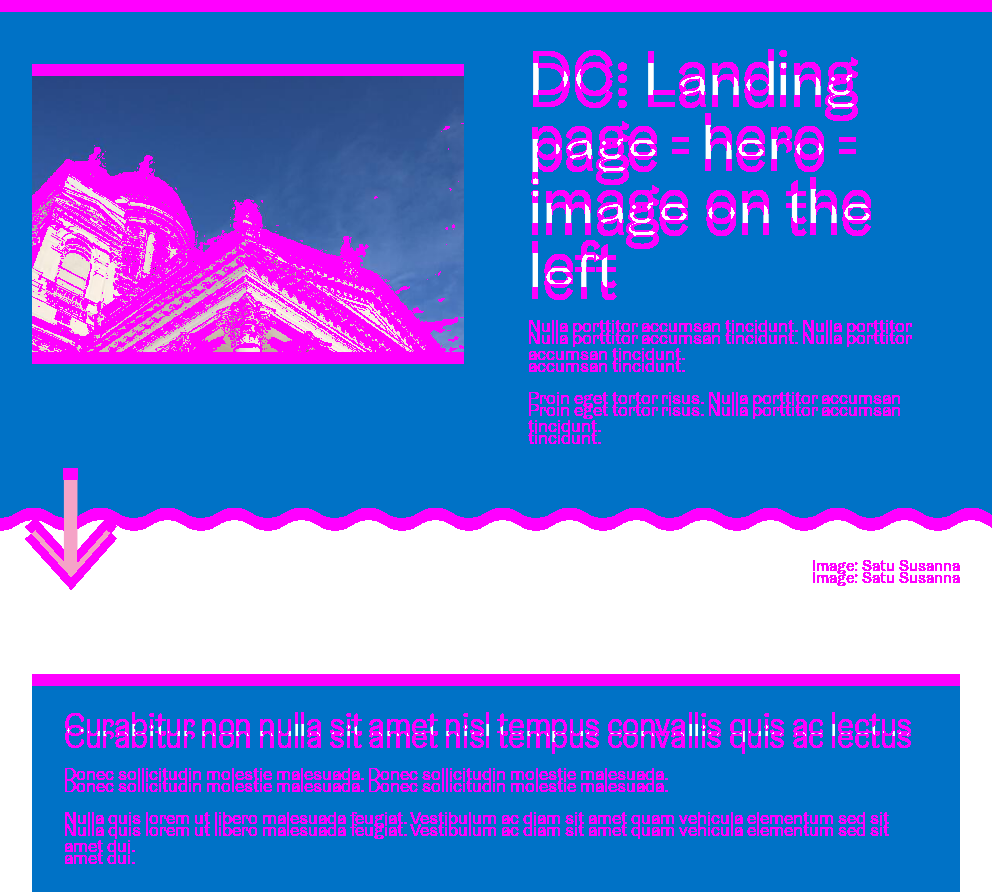 DO: Landing
page - hero -
image on the
left
Nulla porttitor accumsan tincidunt. Nulla porttitor
accumsan tincidunt.
Proin eget tortor risus. Nulla porttitor accumsan
tincidunt.
Image: Satu Susanna
Curabitur non nulla sit amet nisl tempus convallis quis ac lectus
Donec sollicitudin molestie malesuada. Donec sollicitudin molestie malesuada.
Nulla quis lorem ut libero malesuada feugiat. Vestibulum ac diam sit amet quam vehicula elementum sed sit
amet dui.